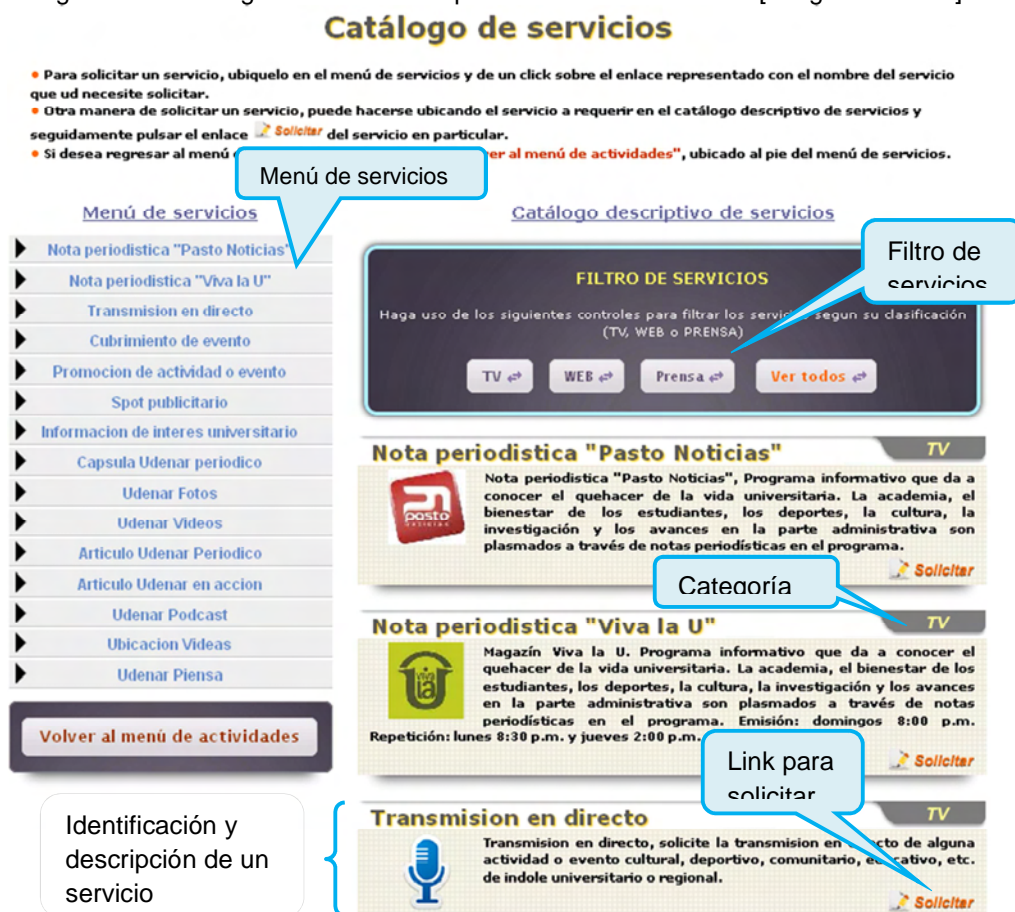 Catálogo de servicios
• Para solicitar un servicio, ubiquelo en el menú de servicios y de un click sobre el enlace representado con el nombre del servicio
que ud necesite solicitar.
• Otra manera de solicitar un servicio, puede hacerse ubicando el servicio a requerir en el catálogo descriptivo de servicios y
seguidamente pulsar el enlace Solicitar del servicio en particular.
• Si desea regresar al menú al menú de actividades", ubicado al pie del menú de servicios.
Menú de servicios
Menú de servicios
Nota periodistica "Pasto Noticias"
Nota periodistica "Viva la U"
Transmision en directo
Cubrimiento de evento
Promocion de actividad o evento
Spot publicitario
Informacion de interes universitario
Capsula Udenar periodico
Udenar Fotos
Udenar Videos
Articulo Udenar Periodico
Articulo Udenar en accion
Udenar Podcast
Ubicacion Videas
Udenar Piensa
Volver al menú de actividades
Identificación y
descripción de un
servicio
Catálogo descriptivo de servicios
Filtro de
servicios
FILTRO DE SERVICIOS
Haga uso de los siguientes controles para filtrar los segun su clasificación
(TV, WEB o PRENSA)
TV WEB Prensa Ver todos
Nota periodistica "Pasto Noticias" TV
pasto
noticias
Nota periodistica "Pasto Noticias", Programa informativo que da a
conocer el quehacer de la vida universitaria. La academia, el
bienestar de los estudiantes, los deportes, la cultura, la
investigación y los avances en la parte administrativa son
plasmados a través de notas periodísticas en el programa.
Solicitar
Categoría
Nota periodistica "Viva la U" TV
viva
la
Magazín Viva la U. Programa informativo que da a conocer el
quehacer de la vida universitaria. La academia, el bienestar de los
estudiantes, los deportes, la cultura, la investigación y los avances
en la parte administrativa son plasmados a través de notas
periodísticas en el programa. Emisión: domingos 8:00 p.m.
Repetición: lunes 8:30 p.m. y jueves 2:00 p.m.
Solicitar
Link para
solicitar
Transmision en directo TV
Transmision en directo, solicite la transmision en directo de alguna
actividad o evento cultural, deportivo, comunitario, educativo, etc.
de indole universitario o regional.
Solicitar